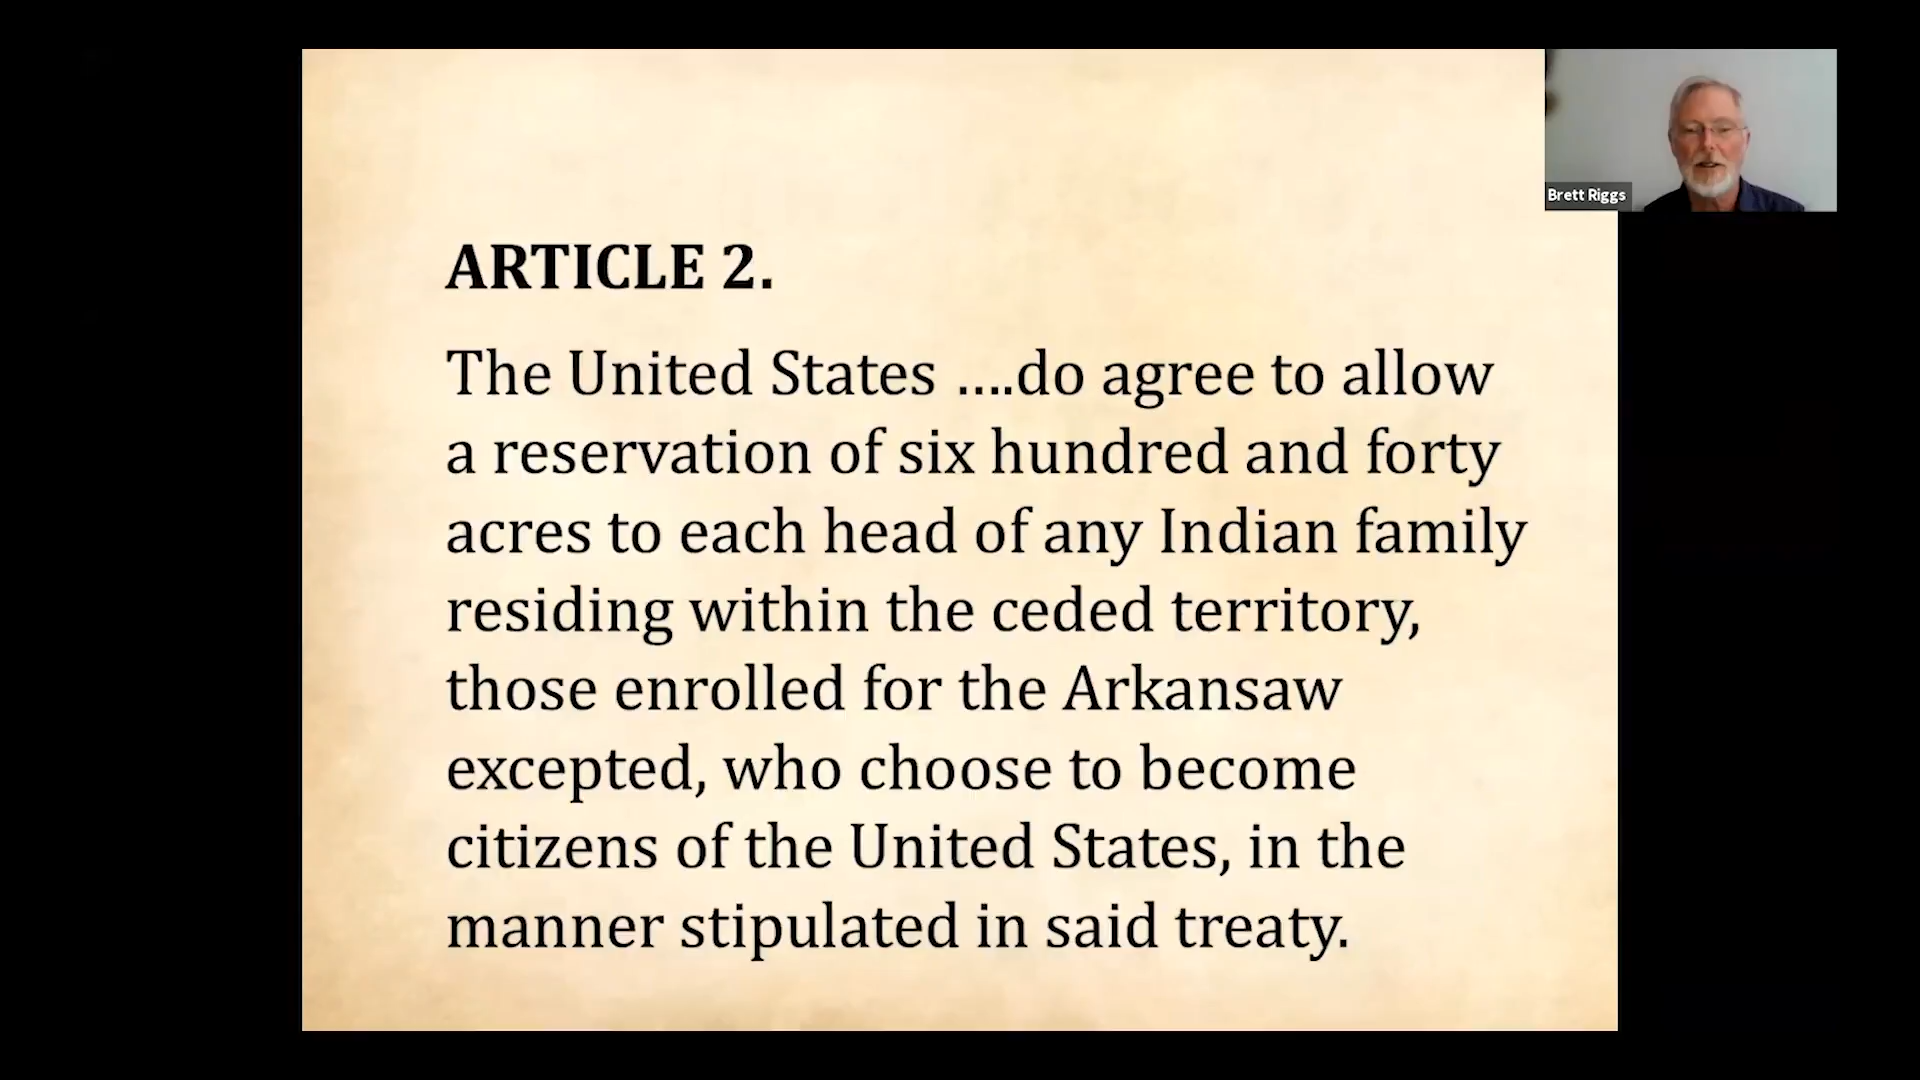 Brett Riggs
ARTICLE 2.
The United States ....do agree to allow
a reservation of six hundred and forty
acres to each head of any Indian family
residing within the ceded territory,
those enrolled for the Arkansaw
excepted, who choose to become
citizens of the United States, in the
manner stipulated in said treaty.